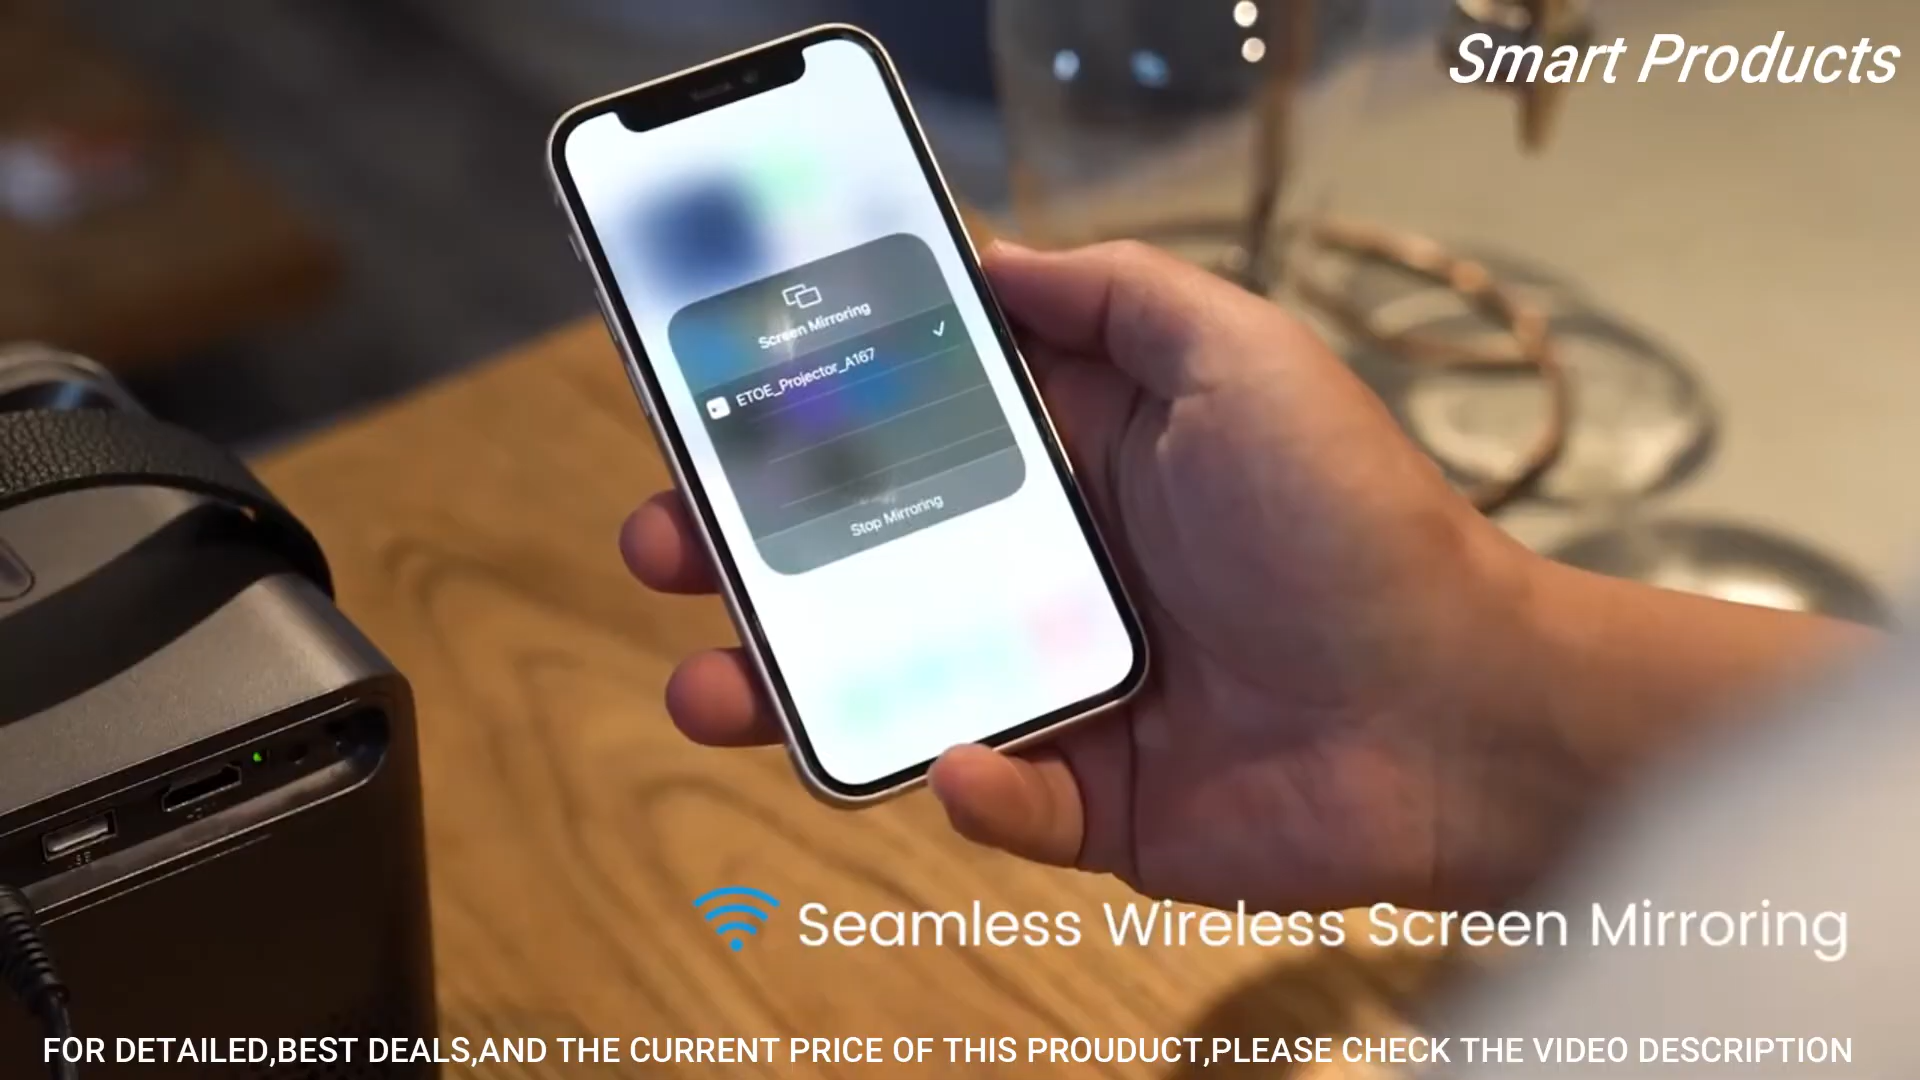 Smart Products
Screen Mirroring
ETOE_Projector_A167
Stop Mirroring
USB
Seamless Wireless Screen Mirroring
FOR DETAILED,BEST DEALS,AND THE CURRENT PRICE OF THIS PROUDUCT,PLEASE CHECK THE VIDEO DESCRIPTION